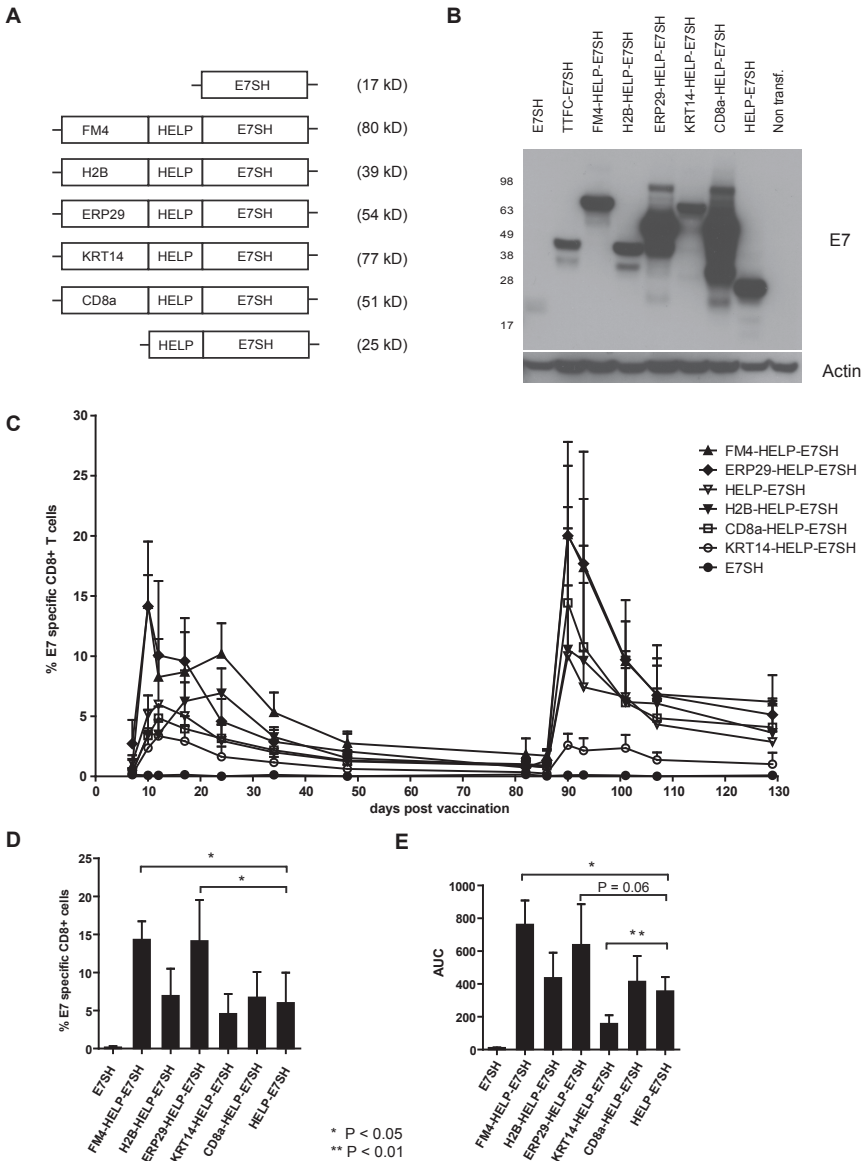 A
E7SH (17 kD)
FM4 HELP E7SH (80 kD)
H2B HELP E7SH (39 kD)
ERP29 HELP E7SH (54 kD)
KRT14 HELP E7SH (77 kD)
CD8a HELP E7SH (51 kD)
HELP E7SH (25 kD)
B
E7SH
TTFC-E7SH
FM4-HELP-E7SH
H2B-HELP-E7SH
ERP29-HELP-E7SH
KRT14-HELP-E7SH
CD8a-HELP-E7SH
HELP-E7SH
Non transf.
98
63
49
38
28
17
E7
Actin
C
% E7 specific CD8+ T cells
30
25
20
15
10
5
0
0 10 20 30 40 50 60 70 80 90 100 110 120 130
days post vaccination
FM4-HELP-E7SH
ERP29-HELP-E7SH
HELP-E7SH
H2B-HELP-E7SH
CD8a-HELP-E7SH
KRT14-HELP-E7SH
E7SH
D
% E7 specific CD8+ cells
25
20
15
10
5
0
*
*
E7SH
FM4-HELP-E7SH
H2B-HELP-E7SH
ERP29-HELP-E7SH
KRT14-HELP-E7SH
CD8a-HELP-E7SH
HELP-E7SH
* P < 0.05
** P < 0.01
E
AUC
1000
800
600
400
200
0
*
P = 0.06
**
E7SH
FM4-HELP-E7SH
H2B-HELP-E7SH
ERP29-HELP-E7SH
KRT14-HELP-E7SH
CD8a-HELP-E7SH
HELP-E7SH